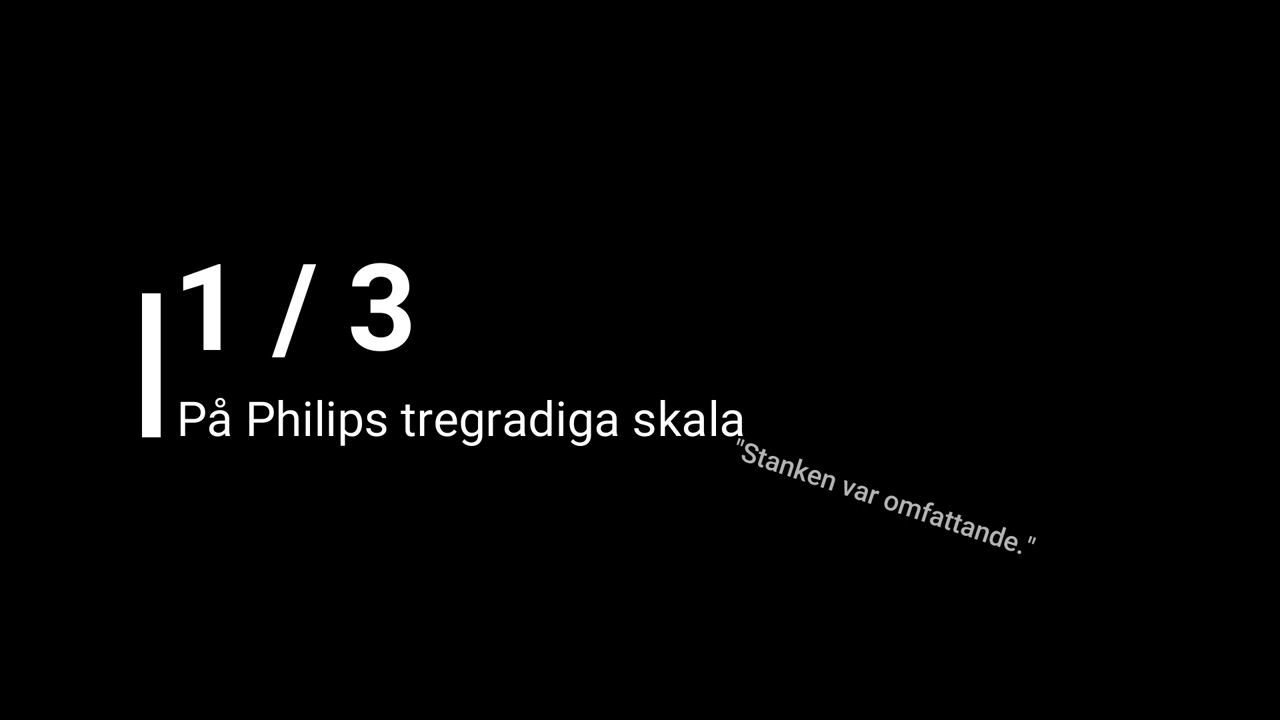 1 / 3
På Philips tregradiga skala
"Stanken var omfattande."